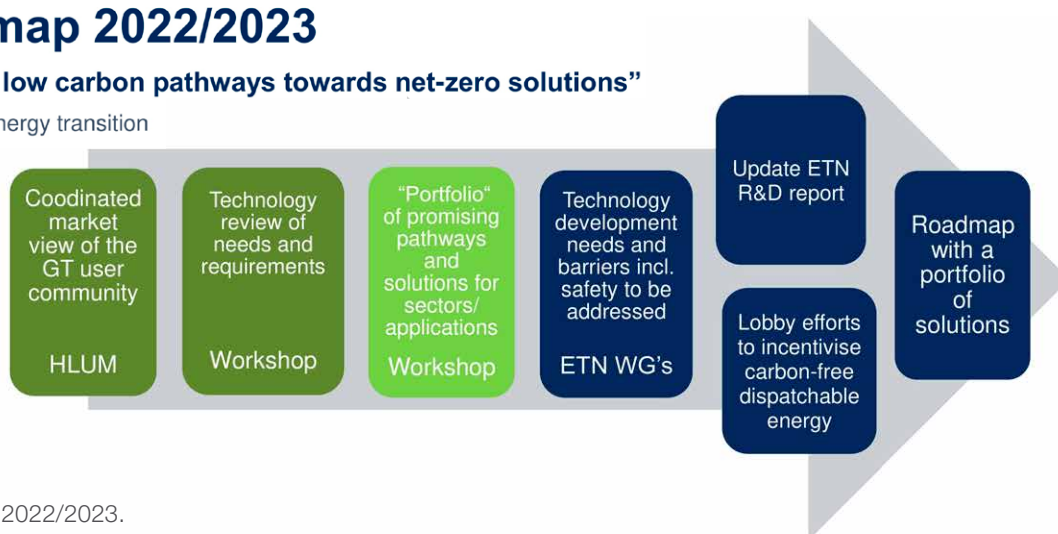 map 2022/2023
low carbon pathways towards net-zero solutions”
nergy transition
Coodinated
market
view of the
GT user
community
HLUM
Technology
review of
needs and
requirements
Workshop
“Portfolio“
of promising
pathways
and
solutions for
sectors/
applications
Workshop
Technology
development
needs and
barriers incl.
safety to be
addressed
ETN WG’s
Update ETN
R&D report
Lobby efforts
to incentivise
carbon-free
dispatchable
energy
Roadmap
with a
portfolio
of
solutions
2022/2023.